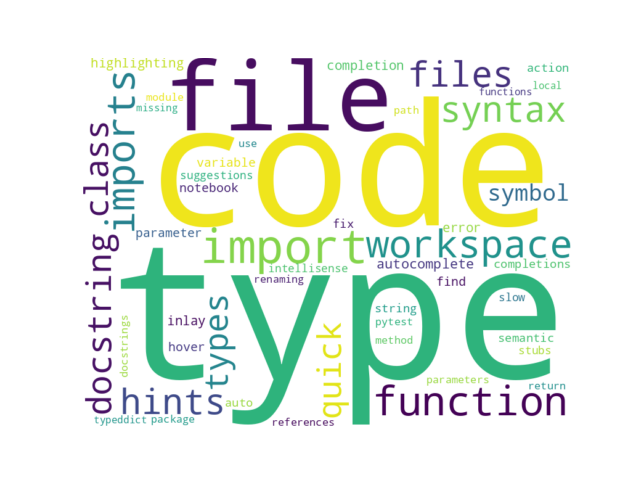 highlighting
completion
files
action
local
functions
module
missing
file
path
syntax
imports
class
code
use
variable
suggestions
notebook
symbol
parameter
fix
error
import
workspace
intellisense
autocomplete
completions
renaming
find
docstring
type
types
inlay
hover
string
pytest
method
slow
semantic
stubs
docstrings
quick
hints
auto
function
parameters
return
typeddict
package
references